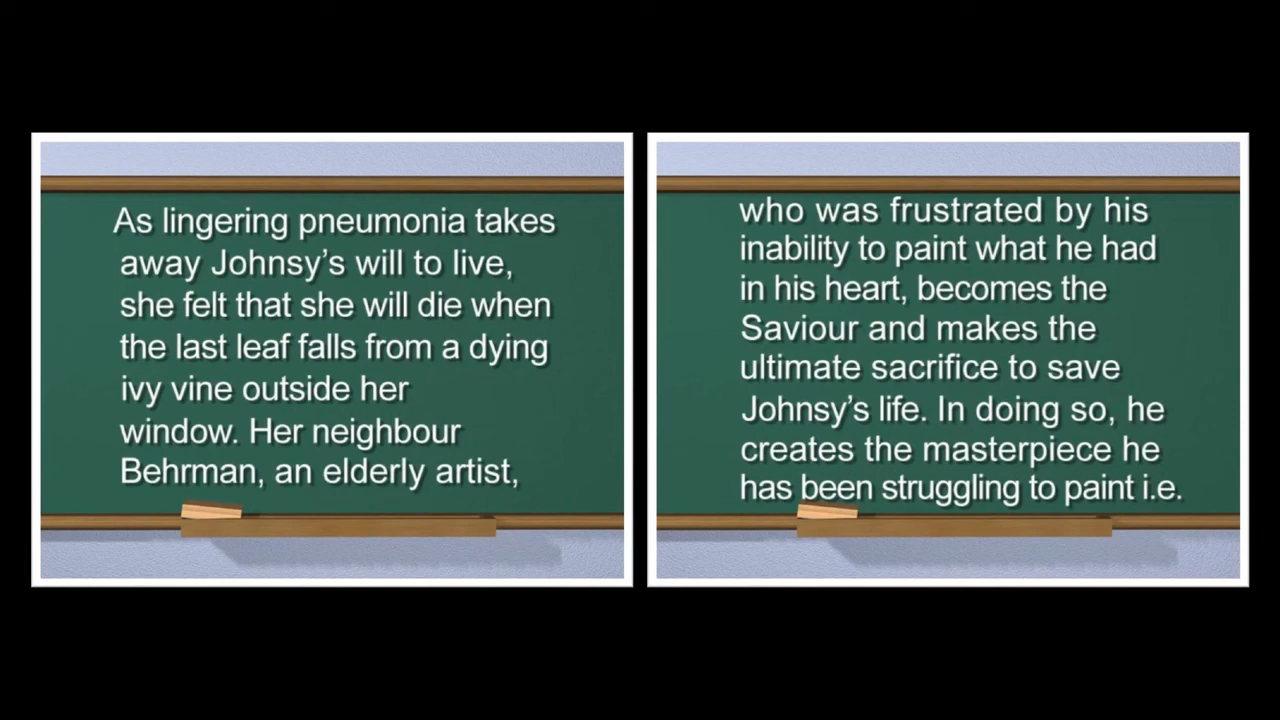 As lingering pneumonia takes
away Johnsy's will to live,
she felt that she will die when
the last leaf falls from a dying
ivy vine outside her
window. Her neighbour
Behrman, an elderly artist,
who was frustrated by his
inability to paint what he had
in his heart, becomes the
Saviour and makes the
ultimate sacrifice to save
Johnsy's life. In doing so, he
creates the masterpiece he
has been struggling to paint i.e.